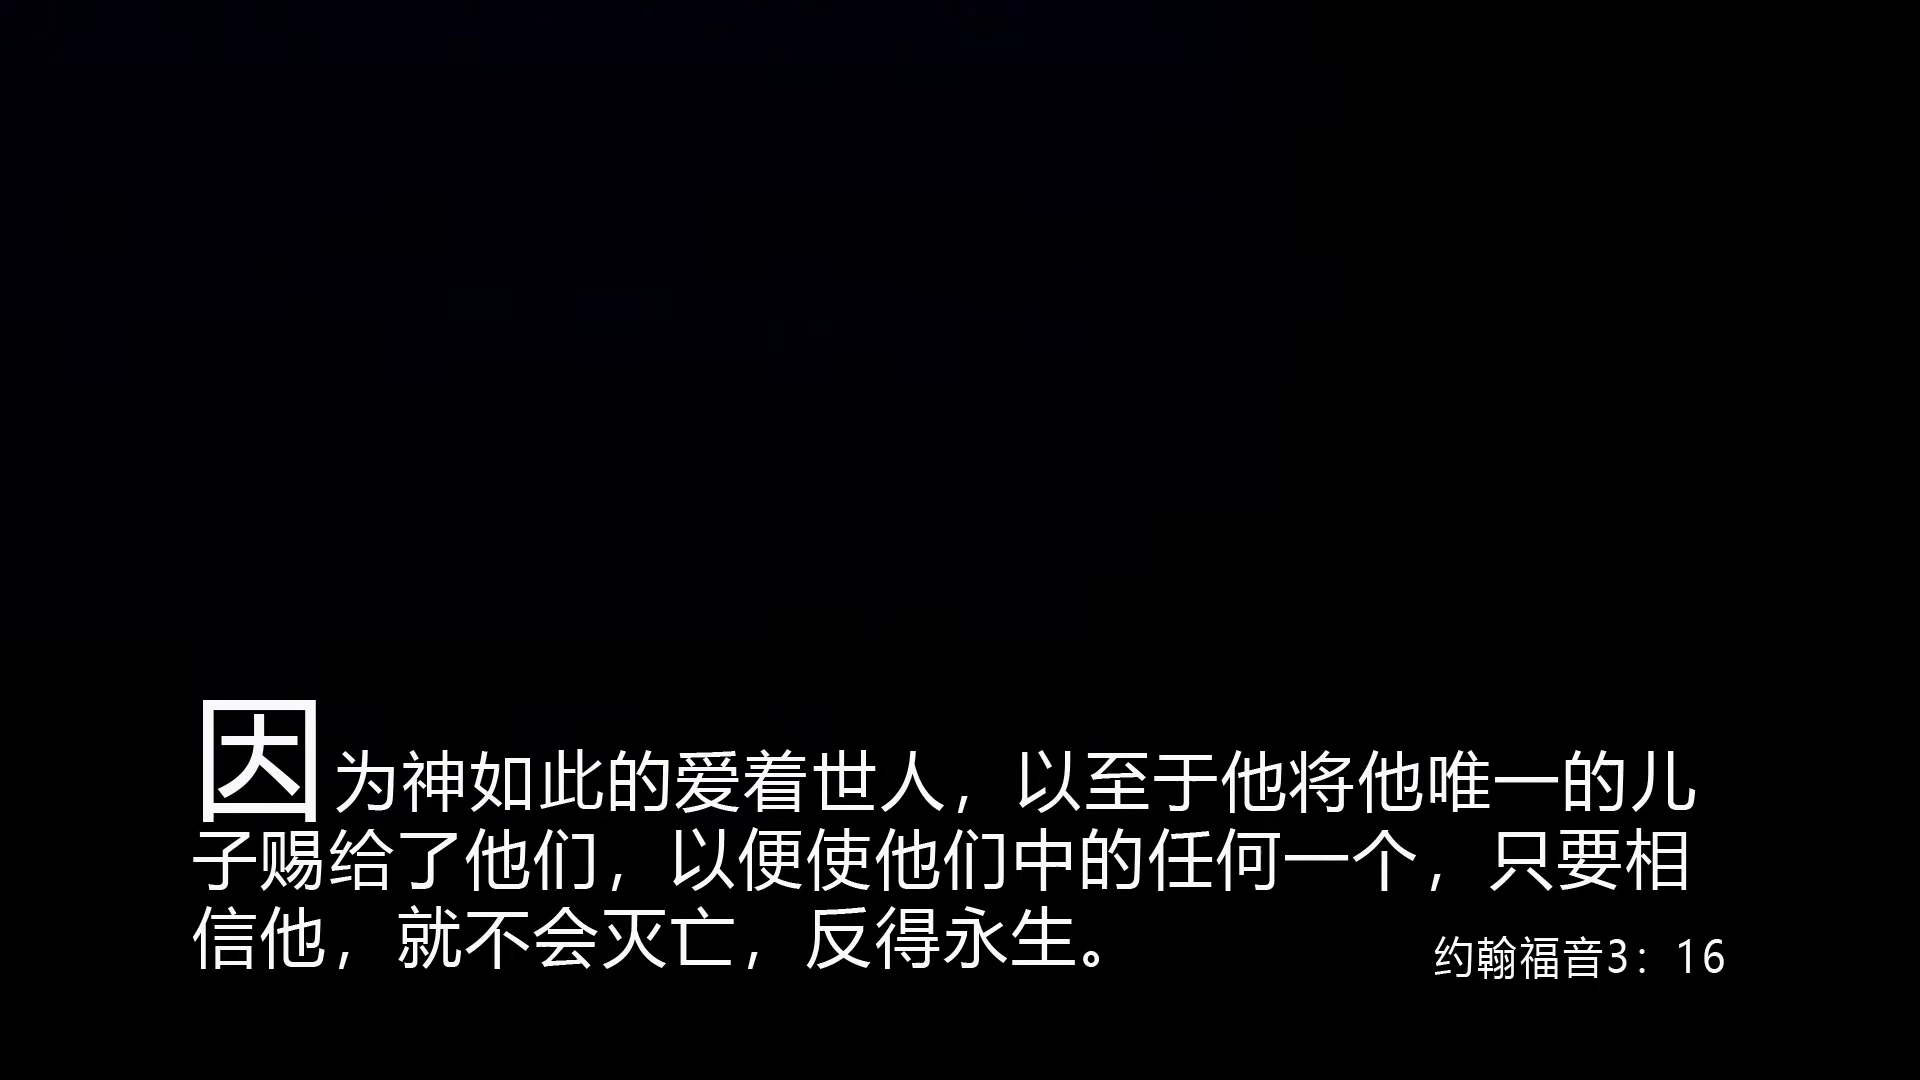 因为神如此的爱着世人，以至于他将他唯一的儿
子赐给了他们，以便使他们中的任何一个，只要相
信他，就不会灭亡，反得永生。
约翰福音3：16